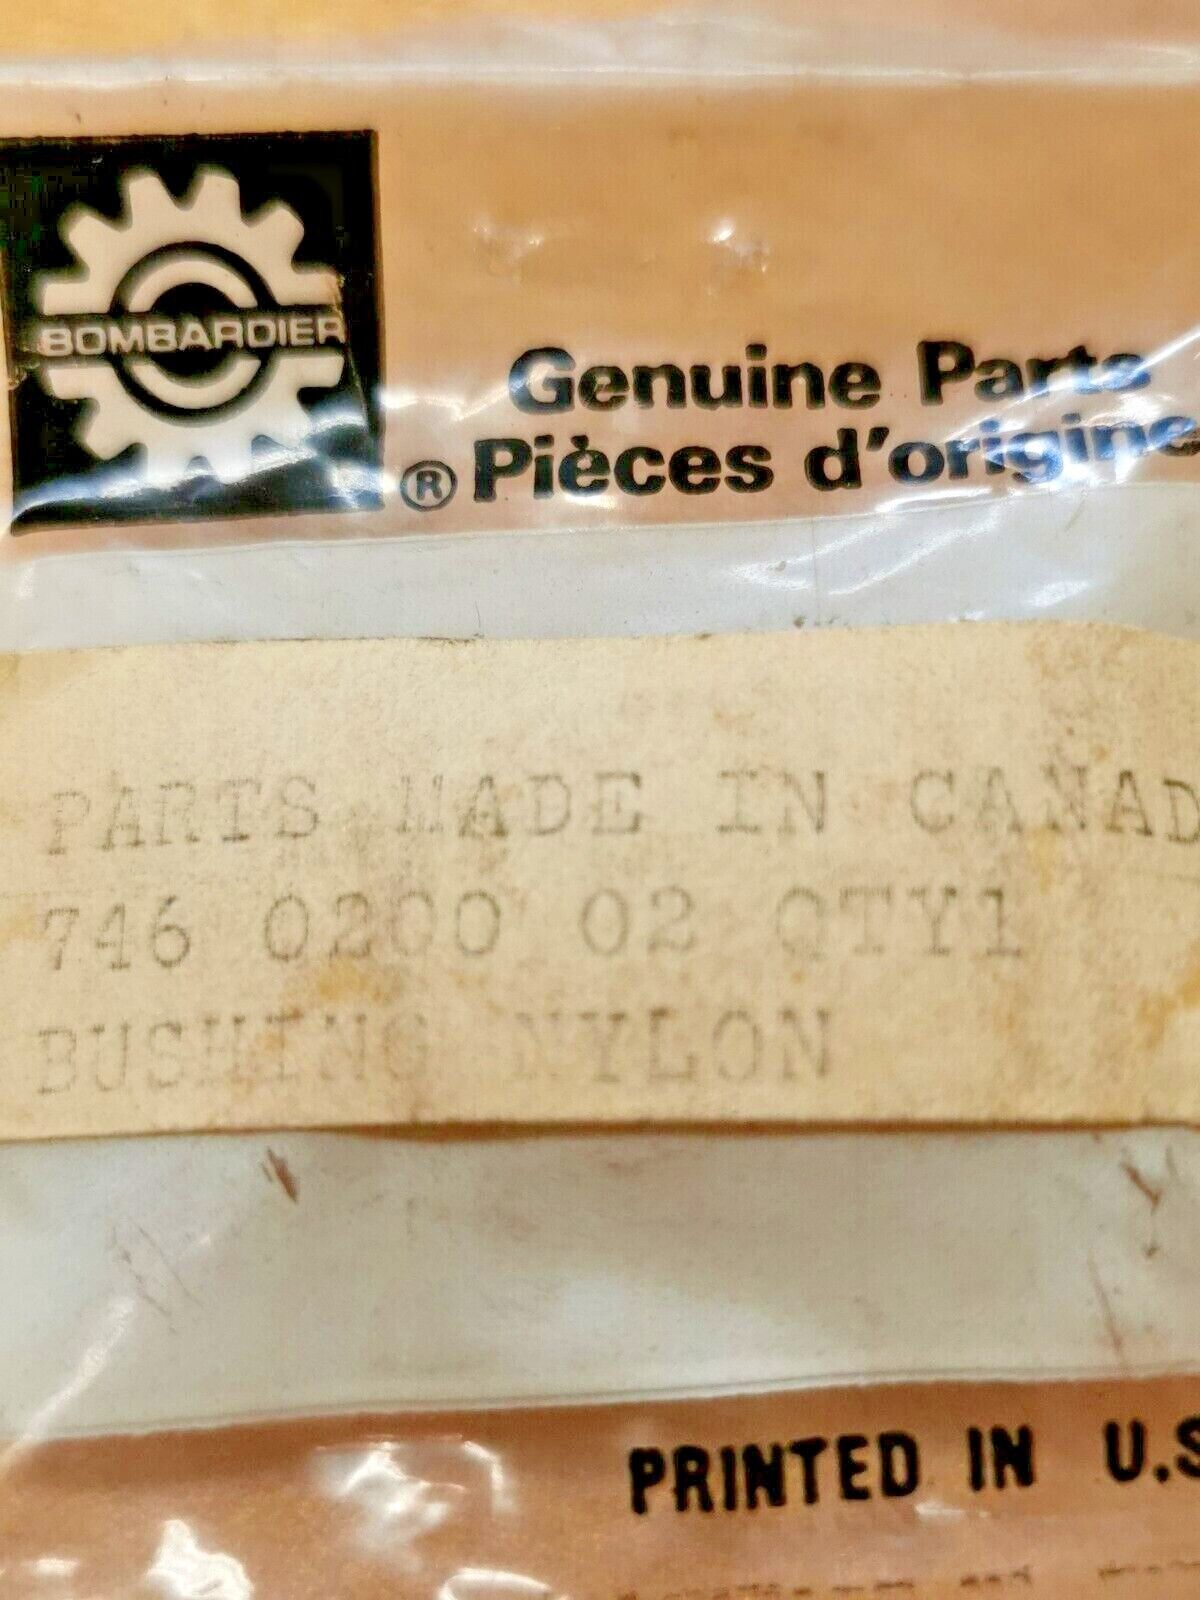 BOMBARDIER
Genuine Parts
® Pièces d'origine
PARTS MADE IN CANAD
746 0200 02 QTY1
BUSHING NYLON
PRINTED IN U.S